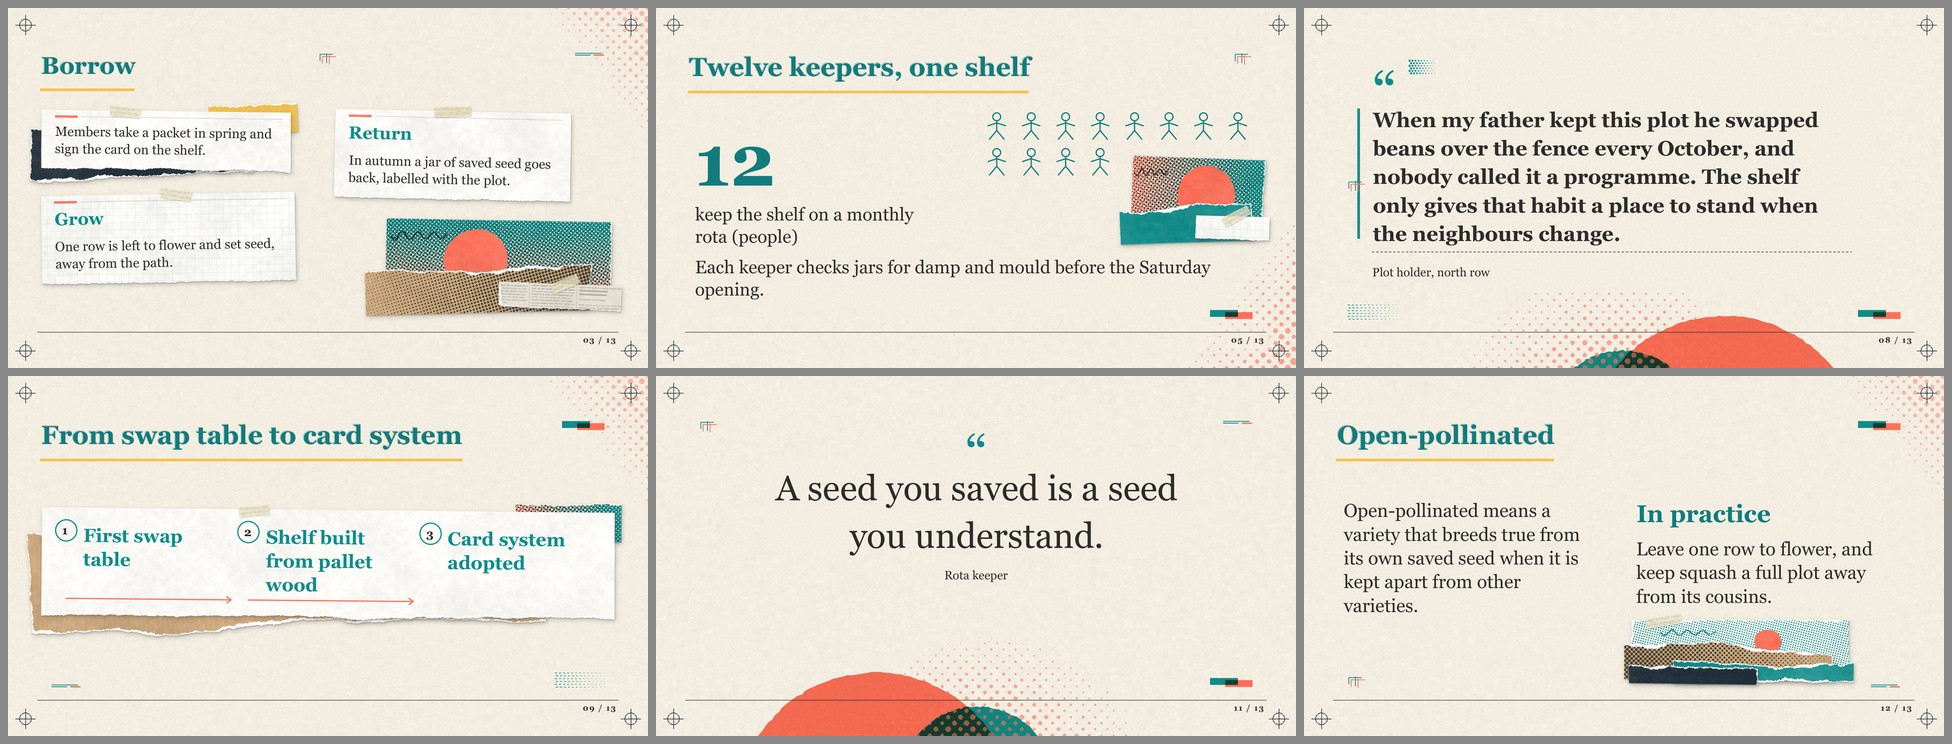 Borrow
Members take a packet in spring and
sign the card on the shelf.
Return
In autumn a jar of saved seed goes
back, labelled with the plot.
Grow
One row is left to flower and set seed,
away from the path.
03 / 13
Twelve keepers, one shelf
12
keep the shelf on a monthly
rota (people)
Each keeper checks jars for damp and mould before the Saturday
opening.
05 / 13
“
When my father kept this plot he swapped
beans over the fence every October, and
nobody called it a programme. The shelf
only gives that habit a place to stand when
the neighbours change.
Plot holder, north row
08 / 13
From swap table to card system
1 First swap
table
2 Shelf built
from pallet
wood
3 Card system
adopted
09 / 13
“
A seed you saved is a seed
you understand.
Rota keeper
11 / 13
Open-pollinated
Open-pollinated means a
variety that breeds true from
its own saved seed when it is
kept apart from other
varieties.
In practice
Leave one row to flower, and
keep squash a full plot away
from its cousins.
12 / 13